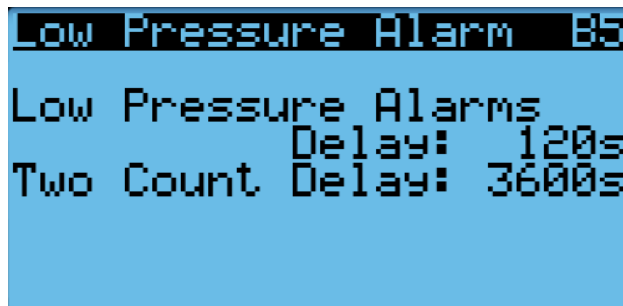 Low Pressure Alarm B5
Low Pressure Alarms
Delay: 120s
Two Count Delay: 3600s